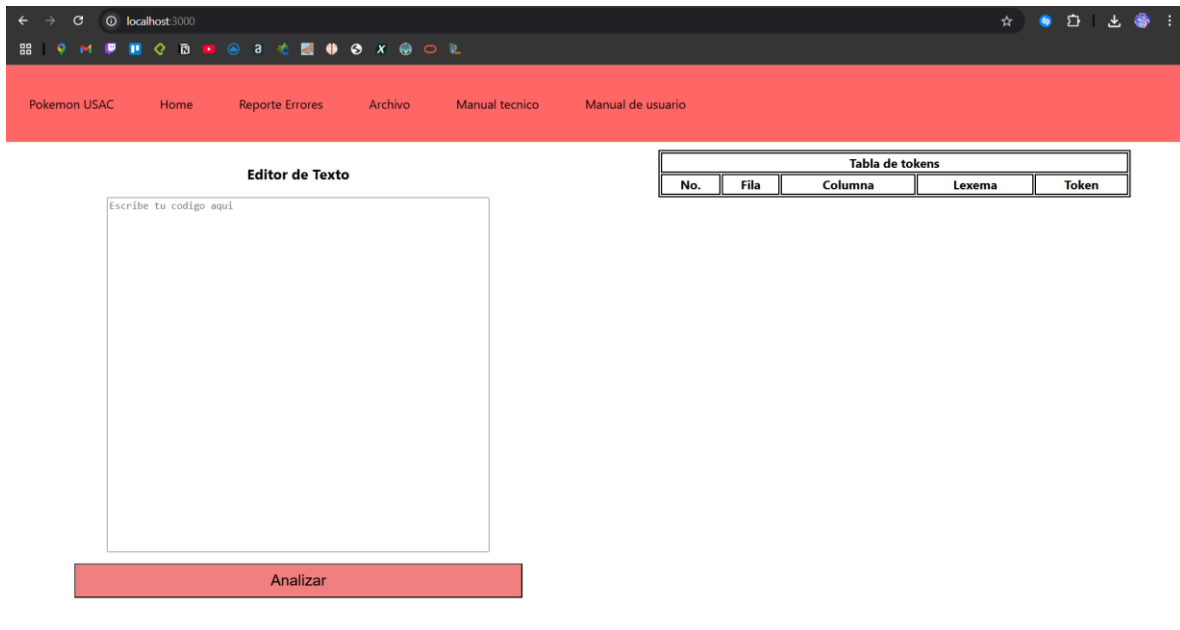 localhost:3000
Pokemon USAC Home Reporte Errores Archivo Manual tecnico Manual de usuario
Editor de Texto
Escribe tu codigo aqui
Analizar
Tabla de tokens
No. Fila Columna Lexema Token